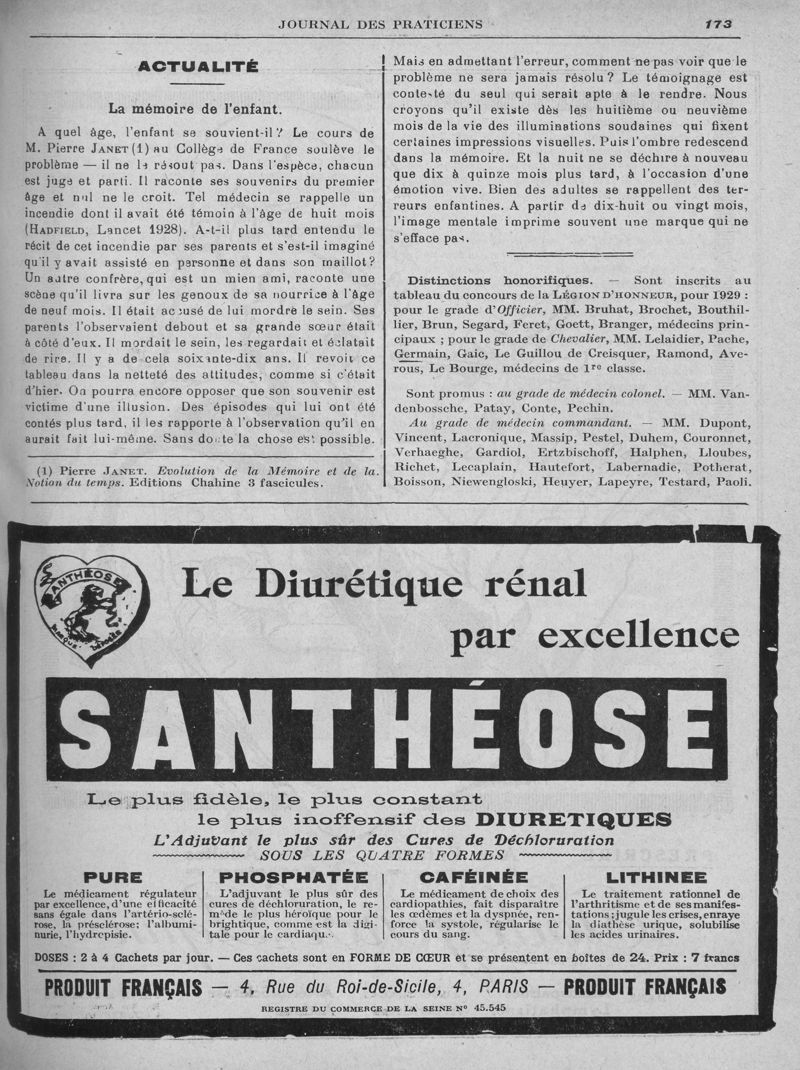 JOURNAL DES PRATICIENS
173
ACTUALITÉ
La mémoire de l'enfant.
A quel âge, l'enfant se souvient-il ? Le cours de
M. Pierre JANET (1) au Collège de France soulève le
problème — il ne le résout pas. Dans l'espèce, chacun
est juge et parti. Il raconte ses souvenirs du premier
âge et nul ne le croit. Tel médecin se rappelle un
incendie dont il avait été témoin à l'âge de huit mois
(HADFIELD, Lancet 1928). A-t-il plus tard entendu le
récit de cet incendie par ses parents et s'est-il imaginé
qu'il y avait assisté en personne et dans son maillot ?
Un autre confrère, qui est un mien ami, raconte une
scène qu'il livra sur les genoux de sa nourrice à l'âge
de neuf mois. Il était accusé de lui mordre le sein. Ses
parents l'observaient debout et sa grande sœur était
à côté d'eux. Il mordait le sein, les regardait et éclatait
de rire. Il y a de cela soixante-dix ans. Il revoit ce
tableau dans la netteté des attitudes, comme si c'était
d'hier. On pourra encore opposer que son souvenir est
victime d'une illusion. Des épisodes qui lui ont été
contés plus tard, il les rapporte à l'observation qu'il en
aurait fait lui-même. Sans doute la chose est possible.
(1) Pierre JANET. Evolution de la Mémoire et de la
Notion du temps. Editions Chahine 3 fascicules.
Mais en admettant l'erreur, comment ne pas voir que le
problème ne sera jamais résolu ? Le témoignage est
contesté du seul qui serait apte à le rendre. Nous
croyons qu'il existe dès les huitième ou neuvième
mois de la vie des illuminations soudaines qui fixent
certaines impressions visuelles. Puis l'ombre redescend
dans la mémoire. Et la nuit ne se déchire à nouveau
que dix à quinze mois plus tard, à l'occasion d'une
émotion vive. Bien des adultes se rappellent des ter-
reurs enfantines. A partir de dix-huit ou vingt mois,
l'image mentale imprime souvent une marque qui ne
s'efface pas.
Distinctions honorifiques. — Sont inscrits au
tableau du concours de la LÉGION D'HONNEUR, pour 1929 :
pour le grade d'Officier, MM. Bruhat, Brochet, Bouthil-
lier, Brun, Segard, Feret, Goett, Branger, médecins prin-
cipaux ; pour le grade de Chevalier, MM. Lelaidier, Pache,
Germain, Gaic, Le Guillou de Creisquer, Ramond, Ave-
rous, Le Bourge, médecins de 1re classe.
Sont promus : au grade de médecin colonel. — MM. Van-
denbossche, Patay, Conte, Pechin.
Au grade de médecin commandant. — MM. Dupont,
Vincent, Lacronique, Massip, Pestel, Duhem, Couronnet,
Verhaeghe, Gardiol, Ertzbischoff, Halphen, Lloubes,
Richet, Lecaplain, Hautefort, Labernadie, Potherat,
Boisson, Niewengloski, Heuyer, Lapeyre, Testard, Paoli.
SANTHÉOSE
MARQUE DÉPOSÉE
Le Diurétique rénal
par excellence
SANTHÉOSE
Le plus fidèle, le plus constant
le plus inoffensif des DIURETIQUES
L'Adjuvant le plus sûr des Cures de Déchloruration
SOUS LES QUATRE FORMES
PURE
Le médicament régulateur
par excellence, d'une efficacité
sans égale dans l'artério-sclé-
rose, la présclérose; l'albumi-
nurie, l'hydropisie.
PHOSPHATÉE
L'adjuvant le plus sûr des
cures de déchloruration, le re-
mède le plus héroïque pour le
brightique, comme est la digi-
tale pour le cardiaque.
CAFÉINÉE
Le médicament de choix des
cardiopathies, fait disparaître
les œdèmes et la dyspnée, ren-
force la systole, régularise le
cours du sang.
LITHINEE
Le traitement rationnel de
l'arthritisme et de ses manifes-
tations ; jugule les crises, enraye
la diathèse urique, solubilise
les acides urinaires.
DOSES : 2 à 4 Cachets par jour. — Ces cachets sont en FORME DE CŒUR et se présentent en boîtes de 24. Prix : 7 francs
PRODUIT FRANÇAIS — 4, Rue du Roi-de-Sicile, 4, PARIS — PRODUIT FRANÇAIS
REGISTRE DU COMMERCE DE LA SEINE N° 45.545